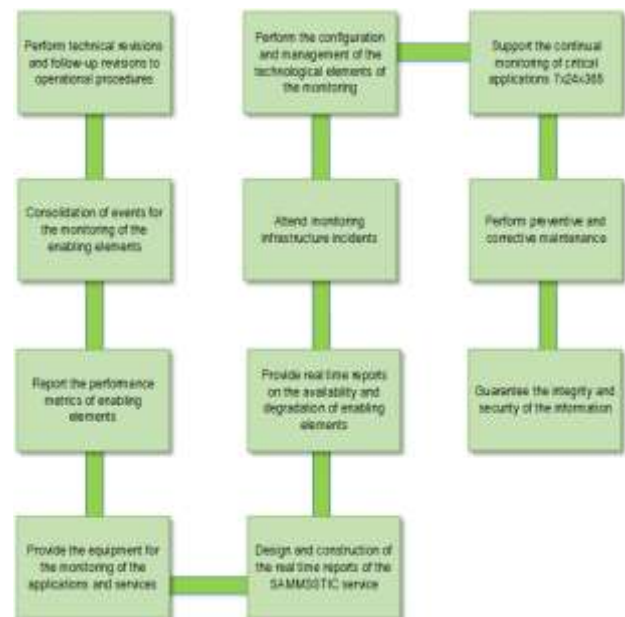 Perform technical revisions
and follow-up revisions to
operational procedures
Consolidation of events for
the monitoring of the
enabling elements
Report the performance
metrics of enabling
elements
Provide the equipment for
the monitoring of the
applications and services
Design and construction of
the real time reports of the
SAMMSSTIC service
Provide real time reports
on the availability and
degradation of enabling
elements
Attend monitoring
infrastructure incidents
Perform the configuration
and management of the
technological elements
of the monitoring
Support the continual
monitoring of critical
applications 7x24x365
Perform preventive and
corrective maintenance
Guarantee the integrity and
security of the information